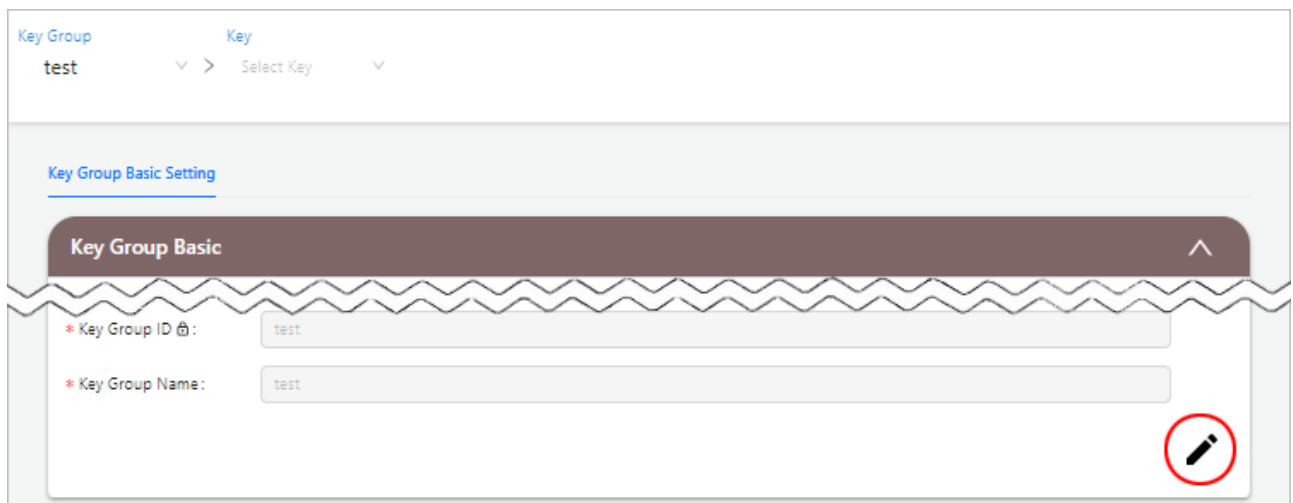 Key Group Key
test > Select Key
Key Group Basic Setting
Key Group Basic
* Key Group ID : test
* Key Group Name : test